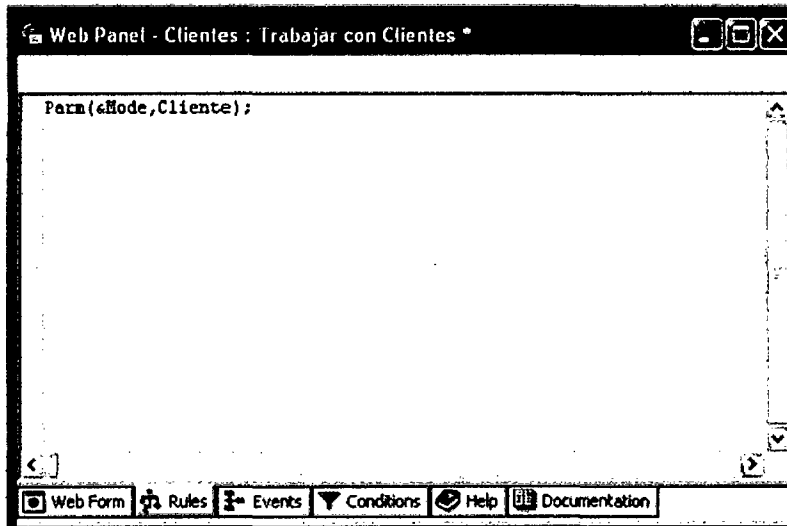 Web Panel - Clientes : Trabajar con Clientes *
Parm(&Mode,Cliente);
Web Form Rules Events Conditions Help Documentation